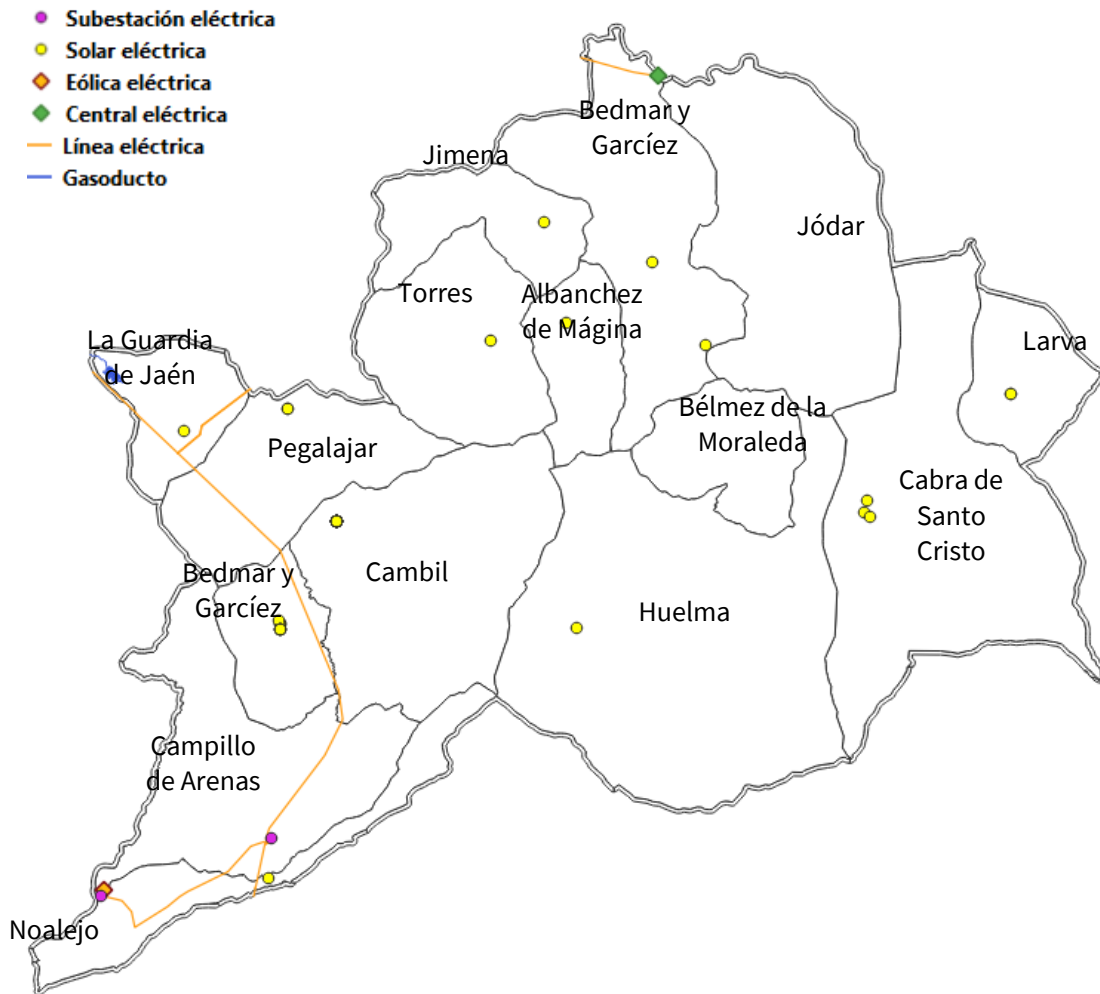 Subestación eléctrica
Solar eléctrica
Eólica eléctrica
Central eléctrica
Línea eléctrica
Gasoducto
Bedmar y
Garcíez
Jimena
Jódar
Torres
Albanchez
de Mágina
La Guardia
de Jaén
Larva
Pegalajar
Bélmez de la
Moraleda
Cabra de
Santo
Cristo
Bedmar y
Garcíez
Cambil
Huelma
Campillo
de Arenas
Noalejo